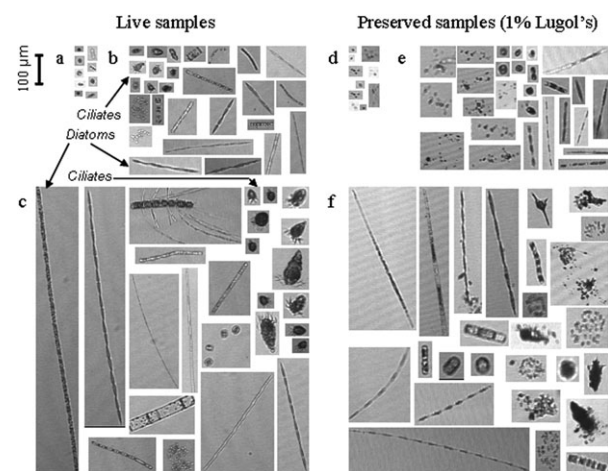 Live samples
Preserved samples (1% Lugol's)
a
b
d
e
100 µm
Ciliates
Diatoms
Ciliates
c
f